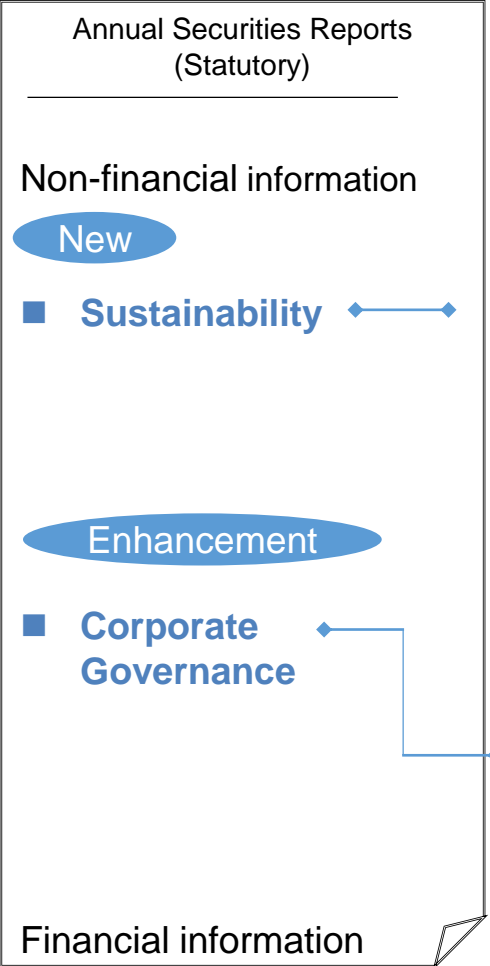 Annual Securities Reports
(Statutory)
Non-financial information
New
Sustainability
Enhancement
Corporate
Governance
Financial information